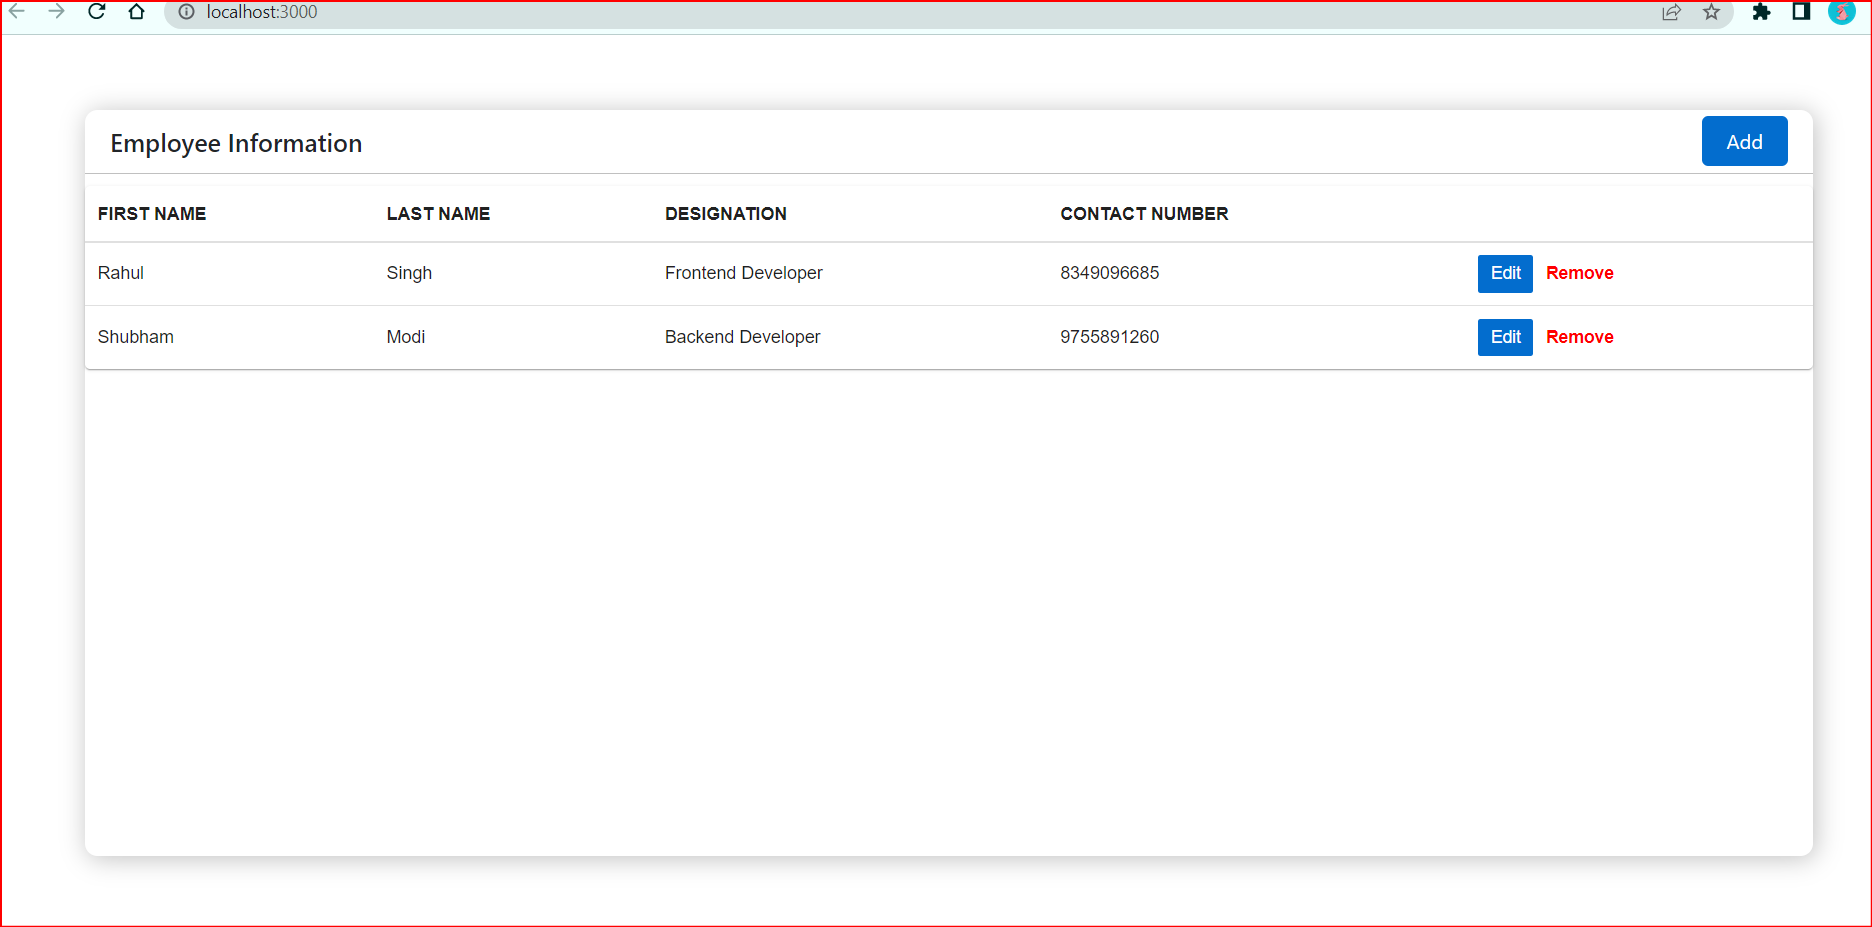 localhost:3000
Employee Information Add
FIRST NAME LAST NAME DESIGNATION CONTACT NUMBER
Rahul Singh Frontend Developer 8349096685 Edit Remove
Shubham Modi Backend Developer 9755891260 Edit Remove